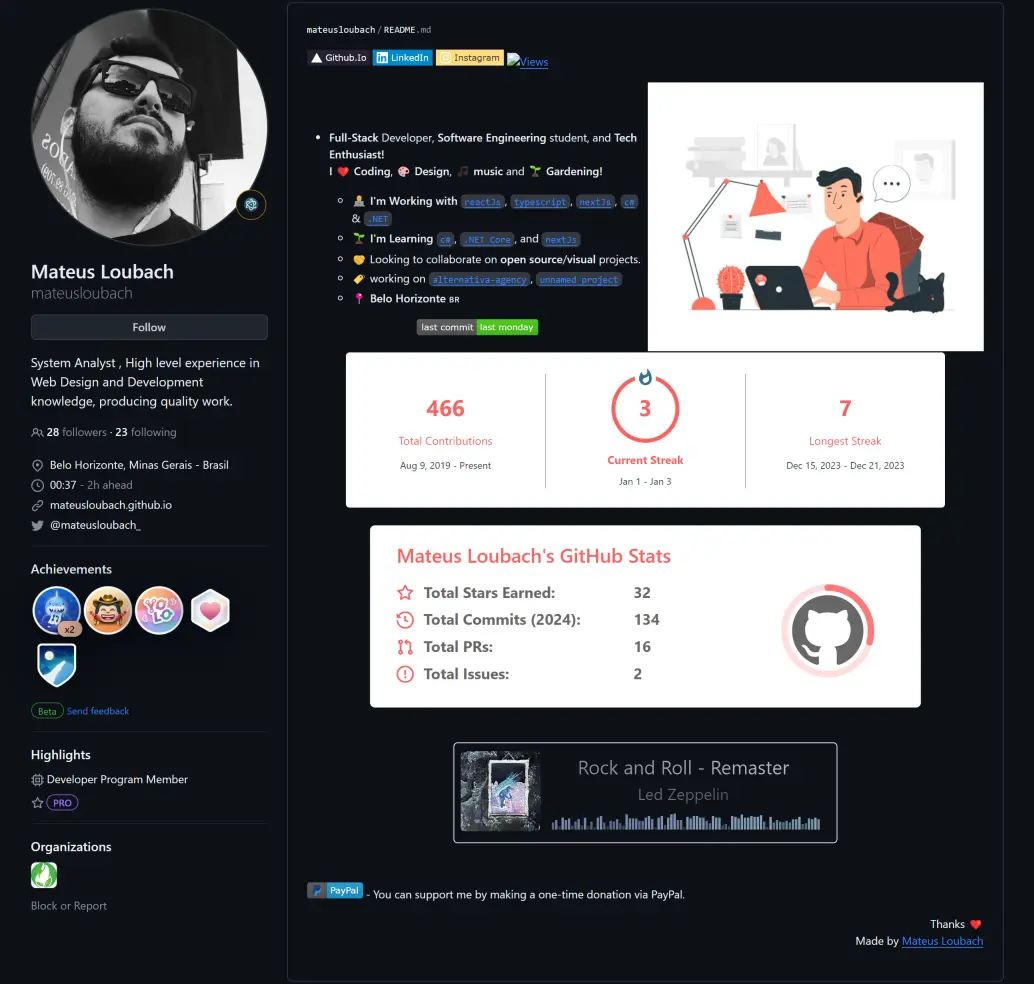 Mateus Loubach
mateusloubach
Follow
System Analyst , High level experience in
Web Design and Development
knowledge, producing quality work.
28 followers · 23 following
Belo Horizonte, Minas Gerais - Brasil
00:37 - 2h ahead
mateusloubach.github.io
@mateusloubach_
Achievements
x2
YOLO
Beta Send feedback
Highlights
Developer Program Member
PRO
Organizations
Block or Report
mateusloubach/README.md
Github.Io LinkedIn Instagram Views
Full-Stack Developer, Software Engineering student, and Tech
Enthusiast!
I ❤️ Coding, 🎨 Design, 🎵 music and 🌱 Gardening!
I'm Working with reactJs, typescript, nextJs, c#
& .NET
🌱 I'm Learning c#, .NET Core, and nextJs
Looking to collaborate on open source/visual projects.
working on alternativa-agency, unnamed project
📍 Belo Horizonte BR
last commit last monday
466
Total Contributions
Aug 9, 2019 - Present
3
Current Streak
Jan 1 - Jan 3
7
Longest Streak
Dec 15, 2023 - Dec 21, 2023
Mateus Loubach's GitHub Stats
Total Stars Earned: 32
Total Commits (2024): 134
Total PRs: 16
Total Issues: 2
Rock and Roll - Remaster
Led Zeppelin
PayPal - You can support me by making a one-time donation via PayPal.
Thanks ❤️
Made by Mateus Loubach